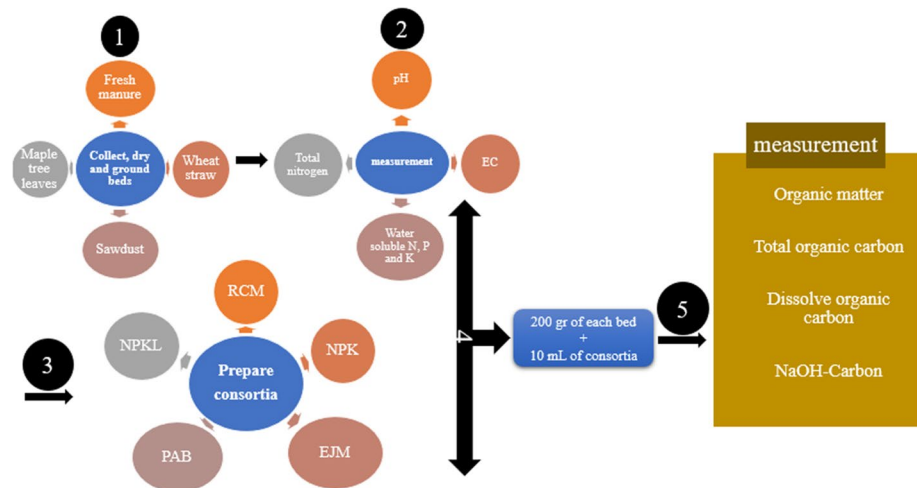 1
Fresh
manure
Maple
tree
leaves
Collect, dry
and ground
beds
Wheat
straw
Sawdust
2
pH
Total
nitrogen
measurement
EC
Water
soluble N, P
and K
3
RCM
NPKL
NPK
Prepare
consortia
PAB
EJM
4
200 gr of each bed
+
10 mL of consortia
5
measurement
Organic matter
Total organic carbon
Dissolve organic
carbon
NaOH-Carbon